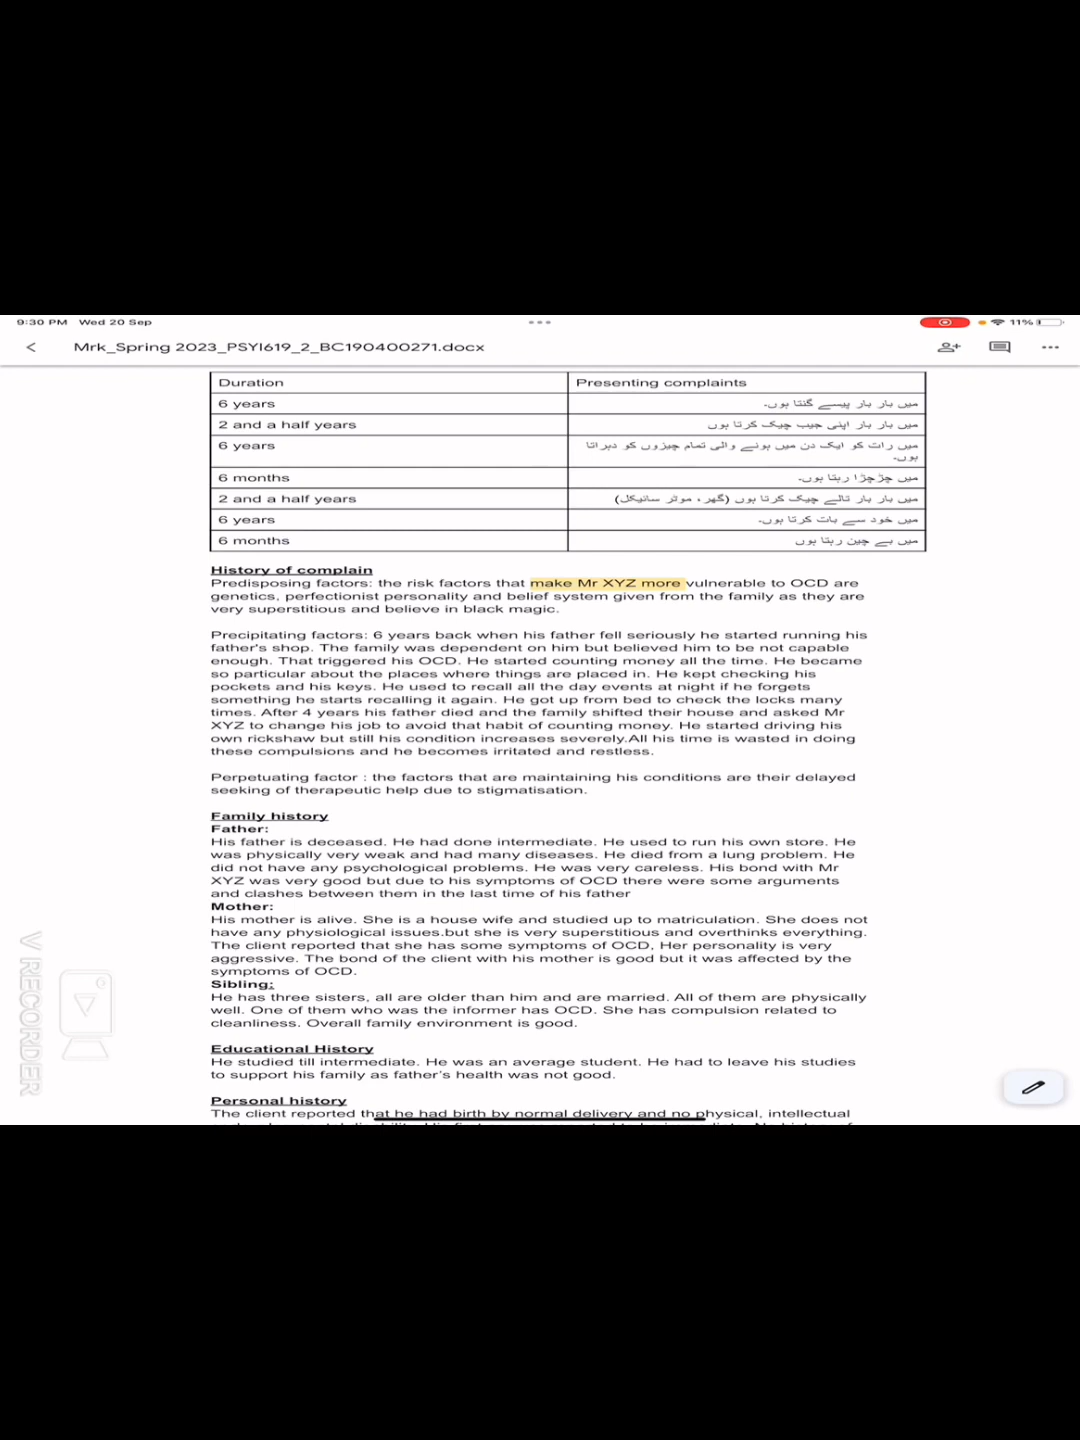 9:30 PM Wed 20 Sep
11%
Mrk_Spring 2023_PSYI619_2_BC190400271.docx
Duration Presenting complaints
6 years میں بار بار پیسے گنتا ہوں۔
2 and a half years میں بار بار اپنی جیب چیک کرتا ہوں
6 years میں رات کو ایک دن میں ہونے والی تمام چیزوں کو دہراتا
ہوں۔
6 months میں چڑچڑا رہتا ہوں۔
2 and a half years میں بار بار تالے چیک کرتا ہوں (گھر، موٹر سائیکل)
6 years میں خود سے بات کرتا ہوں۔
6 months میں بے چین رہتا ہوں
History of complain
Predisposing factors: the risk factors that make Mr XYZ more vulnerable to OCD are
genetics, perfectionist personality and belief system given from the family as they are
very superstitious and believe in black magic.
Precipitating factors: 6 years back when his father fell seriously he started running his
father's shop. The family was dependent on him but believed him to be not capable
enough. That triggered his OCD. He started counting money all the time. He became
so particular about the places where things are placed in. He kept checking his
pockets and his keys. He used to recall all the day events at night if he forgets
something he starts recalling it again. He got up from bed to check the locks many
times. After 4 years his father died and the family shifted their house and asked Mr
XYZ to change his job to avoid that habit of counting money. He started driving his
own rickshaw but still his condition increases severely.All his time is wasted in doing
these compulsions and he becomes irritated and restless.
Perpetuating factor : the factors that are maintaining his conditions are their delayed
seeking of therapeutic help due to stigmatisation.
Family history
Father:
His father is deceased. He had done intermediate. He used to run his own store. He
was physically very weak and had many diseases. He died from a lung problem. He
did not have any psychological problems. He was very careless. His bond with Mr
XYZ was very good but due to his symptoms of OCD there were some arguments
and clashes between them in the last time of his father
Mother:
His mother is alive. She is a house wife and studied up to matriculation. She does not
have any physiological issues.but she is very superstitious and overthinks everything.
The client reported that she has some symptoms of OCD, Her personality is very
aggressive. The bond of the client with his mother is good but it was affected by the
symptoms of OCD.
Sibling:
He has three sisters, all are older than him and are married. All of them are physically
well. One of them who was the informer has OCD. She has compulsion related to
cleanliness. Overall family environment is good.
Educational History
He studied till intermediate. He was an average student. He had to leave his studies
to support his family as father's health was not good.
Personal history
The client reported that he had birth by normal delivery and no physical, intellectual
V RECORDER